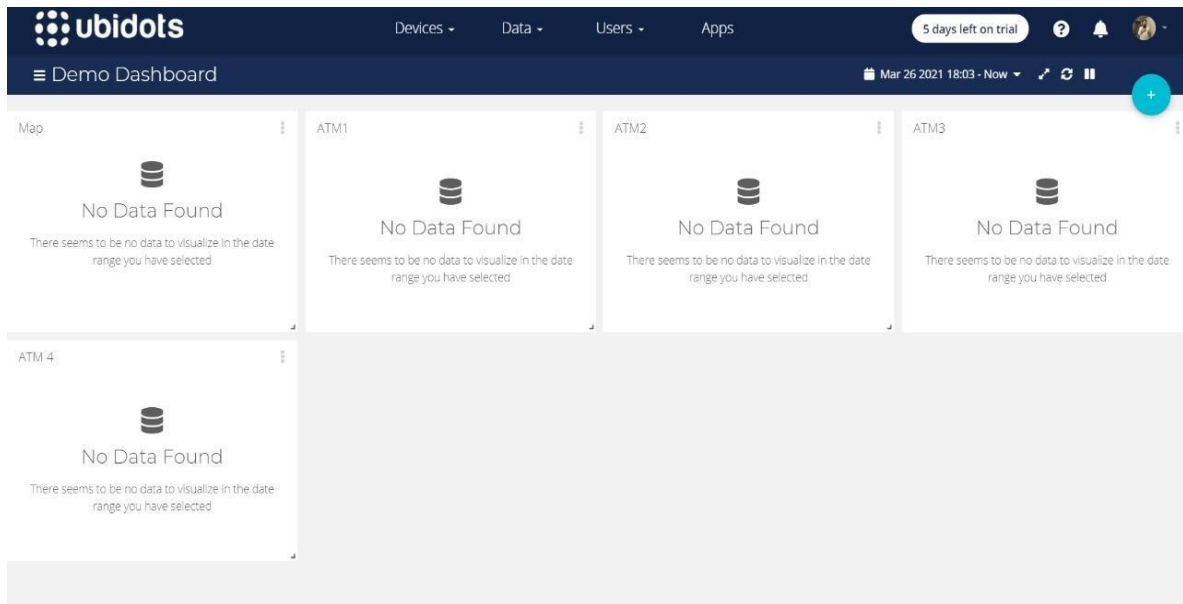 ubidots
Devices
Data
Users
Apps
5 days left on trial
Demo Dashboard
Mar 26 2021 18:03 - Now
+
Map
No Data Found
There seems to be no data to visualize in the date
range you have selected
ATM1
No Data Found
There seems to be no data to visualize in the date
range you have selected
ATM2
No Data Found
There seems to be no data to visualize in the date
range you have selected
ATM3
No Data Found
There seems to be no data to visualize in the date
range you have selected
ATM 4
No Data Found
There seems to be no data to visualize in the date
range you have selected